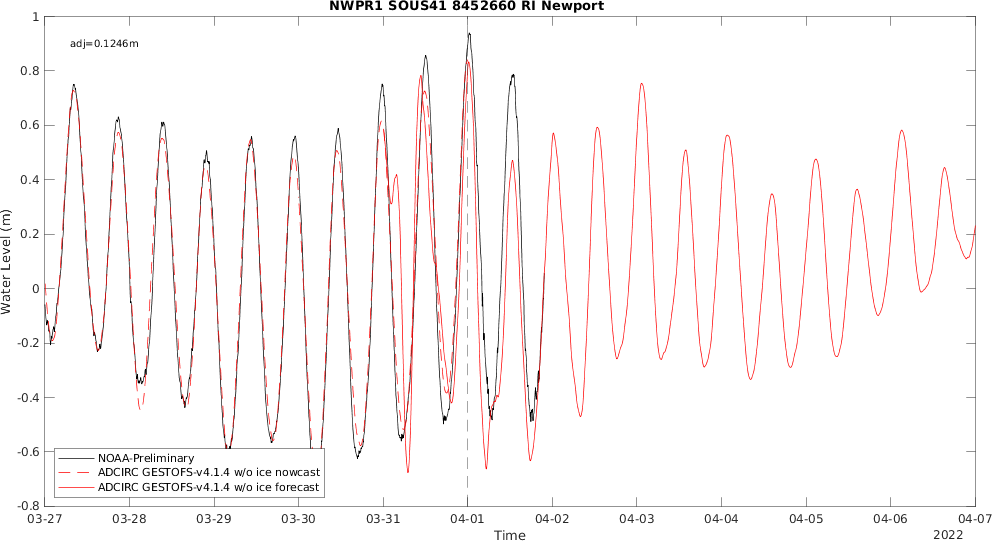 NWPR1 SOUS41 8452660 RI Newport
adj=0.1246m
1
0.8
0.6
0.4
0.2
0
-0.2
-0.4
-0.6
-0.8
Water Level (m)
NOAA-Preliminary
ADCIRC GESTOFS-v4.1.4 w/o ice nowcast
ADCIRC GESTOFS-v4.1.4 w/o ice forecast
03-27 03-28 03-29 03-30 03-31 04-01 04-02 04-03 04-04 04-05 04-06 04-07
Time
2022